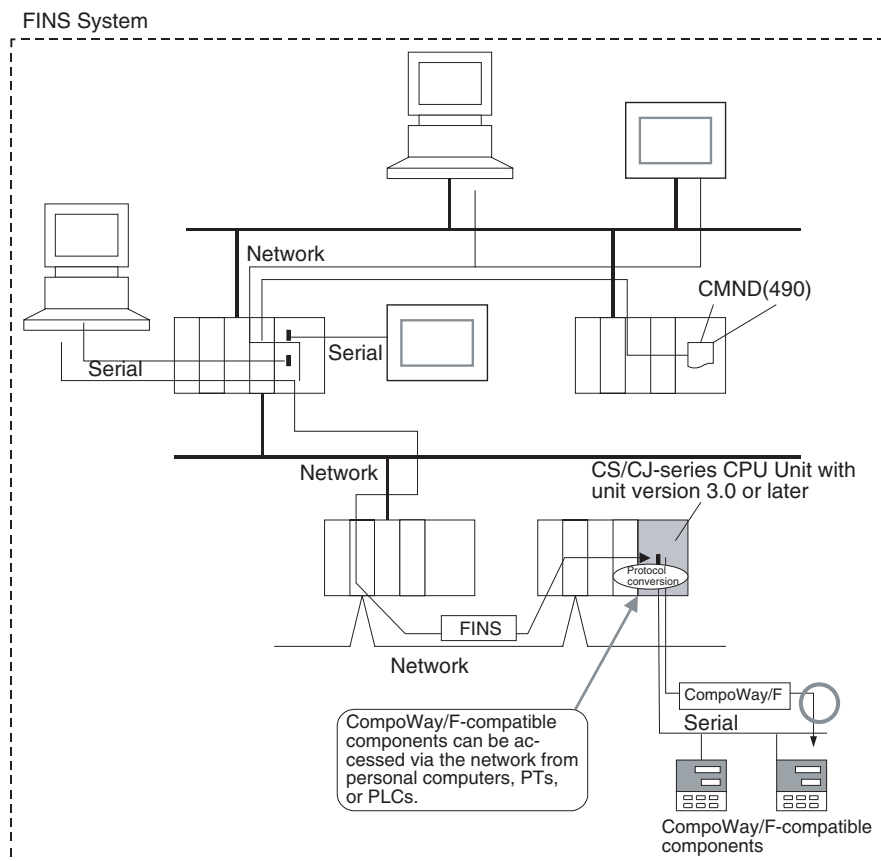 FINS System
Network
CMND(490)
Serial
Serial
Network
CS/CJ-series CPU Unit with
unit version 3.0 or later
Protocol
conversion
FINS
Network
CompoWay/F
Serial
CompoWay/F-compatible
components can be ac-
cessed via the network from
personal computers, PTs,
or PLCs.
CompoWay/F-compatible
components